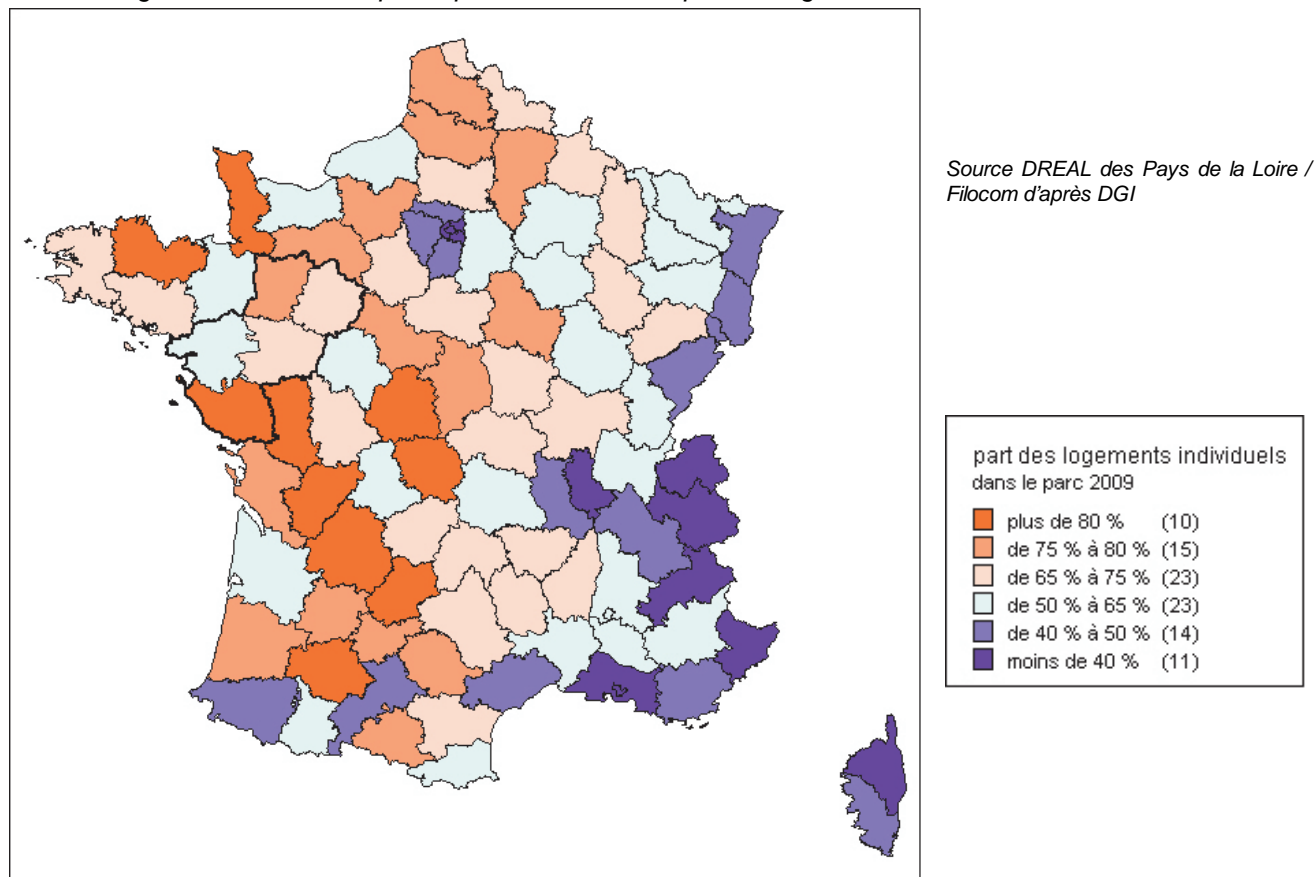 Source DREAL des Pays de la Loire /
Filocom d'après DGI
part des logements individuels
dans le parc 2009
plus de 80 % (10)
de 75 % à 80 % (15)
de 65 % à 75 % (23)
de 50 % à 65 % (23)
de 40 % à 50 % (14)
moins de 40 % (11)